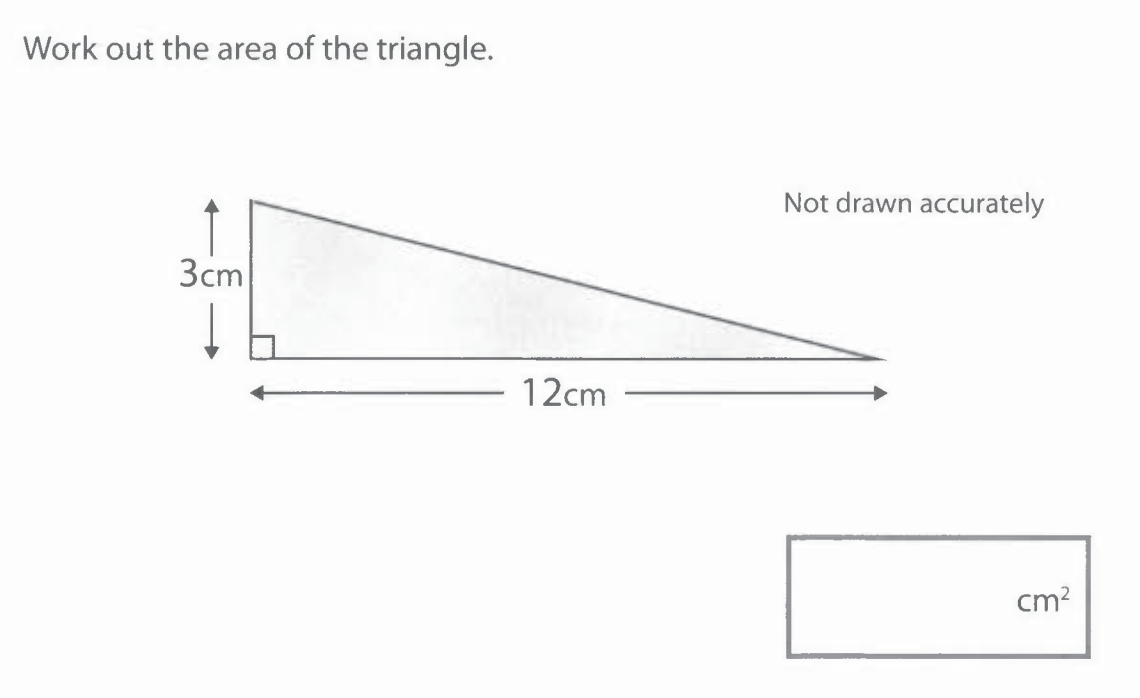 Work out the area of the triangle.
Not drawn accurately
3cm
12cm
cm²